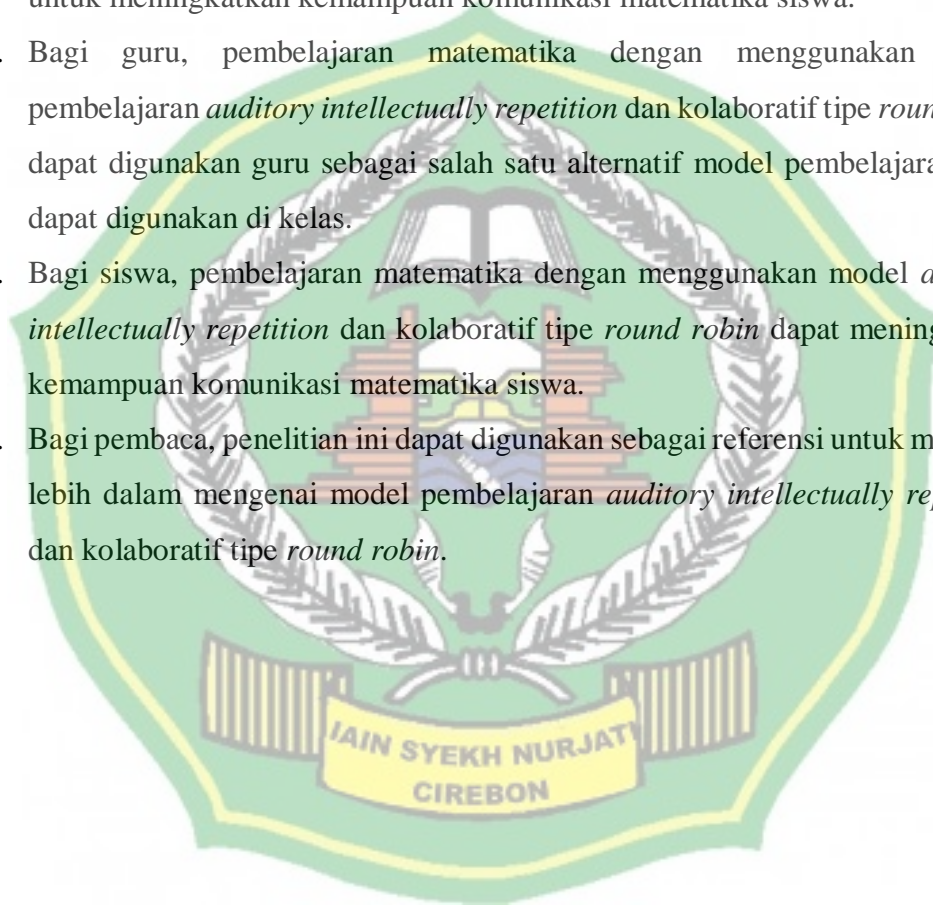 untuk meningkatkan kemampuan komunikasi matematika siswa.
. Bagi guru, pembelajaran matematika dengan menggunakan
pembelajaran auditory intellectually repetition dan kolaboratif tipe roun
dapat digunakan guru sebagai salah satu alternatif model pembelajara
dapat digunakan di kelas.
. Bagi siswa, pembelajaran matematika dengan menggunakan model a
intellectually repetition dan kolaboratif tipe round robin dapat mening
kemampuan komunikasi matematika siswa.
. Bagi pembaca, penelitian ini dapat digunakan sebagai referensi untuk m
lebih dalam mengenai model pembelajaran auditory intellectually rep
dan kolaboratif tipe round robin.
IAIN SYEKH NURJATI
CIREBON